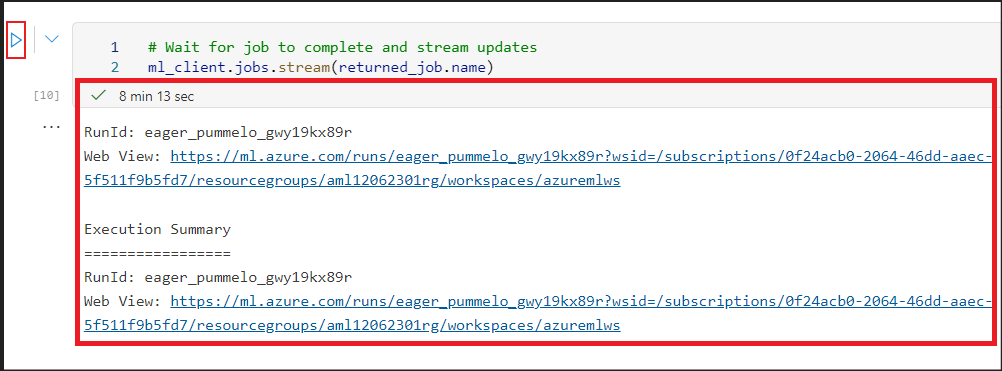 1 # Wait for job to complete and stream updates
2 ml_client.jobs.stream(returned_job.name)
[10] 8 min 13 sec
...
RunId: eager_pummelo_gwy19kx89r
Web View: https://ml.azure.com/runs/eager_pummelo_gwy19kx89r?wsid=/subscriptions/0f24acb0-2064-46dd-aaec-
5f511f9b5fd7/resourcegroups/aml12062301rg/workspaces/azuremlws
Execution Summary
=================
RunId: eager_pummelo_gwy19kx89r
Web View: https://ml.azure.com/runs/eager_pummelo_gwy19kx89r?wsid=/subscriptions/0f24acb0-2064-46dd-aaec-
5f511f9b5fd7/resourcegroups/aml12062301rg/workspaces/azuremlws